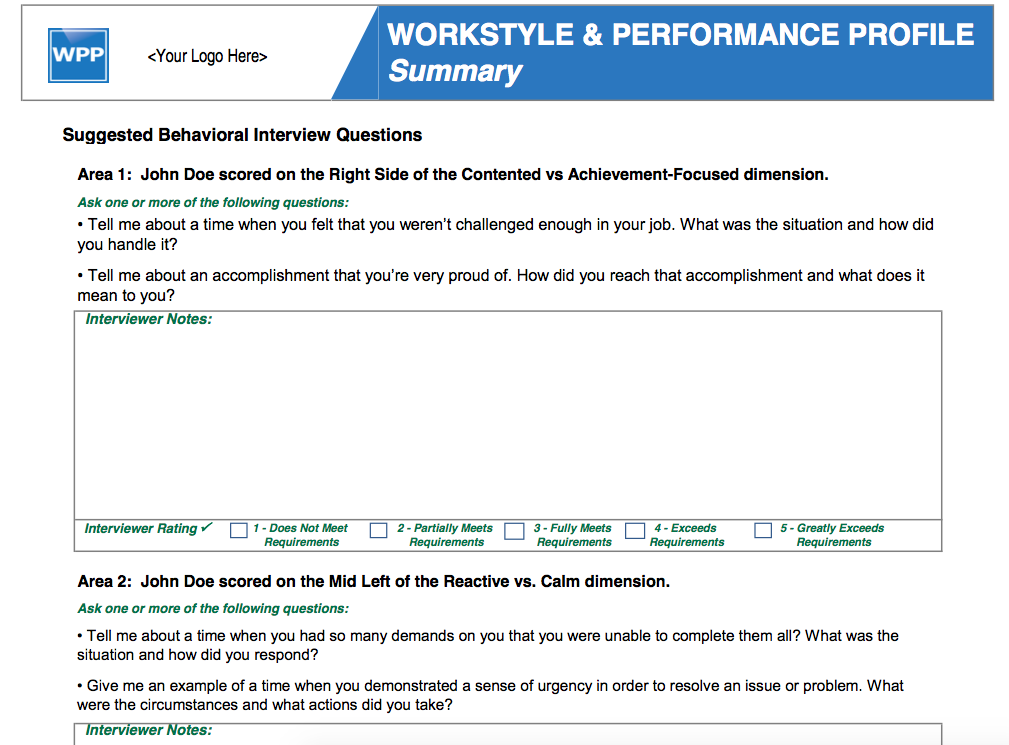 WPP
<Your Logo Here>
WORKSTYLE & PERFORMANCE PROFILE
Summary
Suggested Behavioral Interview Questions
Area 1:  John Doe scored on the Right Side of the Contented vs Achievement-Focused dimension.
Ask one or more of the following questions:
• Tell me about a time when you felt that you weren’t challenged enough in your job. What was the situation and how did
you handle it?
• Tell me about an accomplishment that you’re very proud of. How did you reach that accomplishment and what does it
mean to you?
Interviewer Notes:
Interviewer Rating ✓
1 - Does Not Meet
Requirements
2 - Partially Meets
Requirements
3 - Fully Meets
Requirements
4 - Exceeds
Requirements
5 - Greatly Exceeds
Requirements
Area 2:  John Doe scored on the Mid Left of the Reactive vs. Calm dimension.
Ask one or more of the following questions:
• Tell me about a time when you had so many demands on you that you were unable to complete them all? What was the
situation and how did you respond?
• Give me an example of a time when you demonstrated a sense of urgency in order to resolve an issue or problem. What
were the circumstances and what actions did you take?
Interviewer Notes: